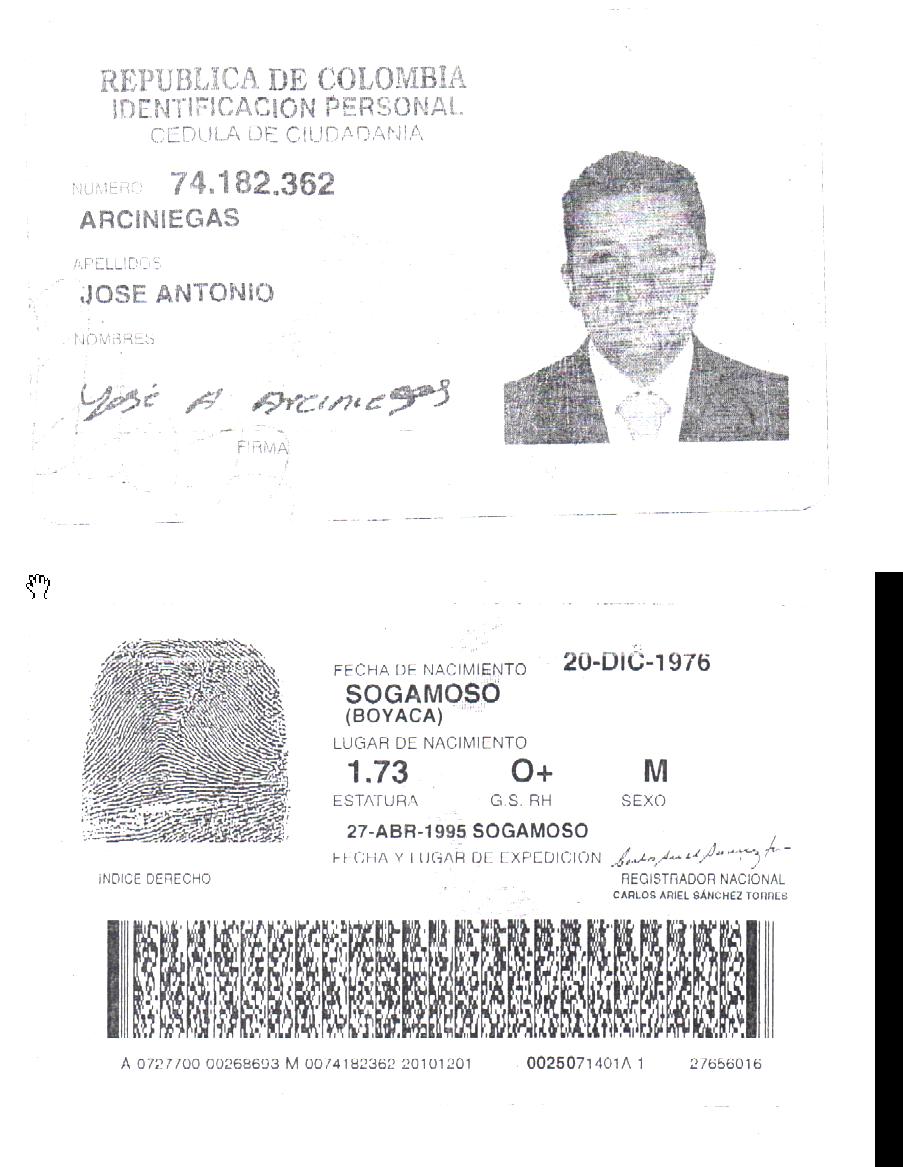 REPUBLICA DE COLOMBIA
IDENTIFICACION PERSONAL
CEDULA DE CIUDADANIA
NUMERO 74.182.362
ARCINIEGAS
APELLIDOS
JOSE ANTONIO
NOMBRES
José A Arciniegas
FIRMA
FECHA DE NACIMIENTO 20-DIC-1976
SOGAMOSO
(BOYACA)
LUGAR DE NACIMIENTO
1.73 O+ M
ESTATURA G.S. RH SEXO
27-ABR-1995 SOGAMOSO
FECHA Y LUGAR DE EXPEDICION
INDICE DERECHO
REGISTRADOR NACIONAL
CARLOS ARIEL SÁNCHEZ TORRES
A 0727700 00268693 M 0074182362 20101201 0025071401A 1 27656016